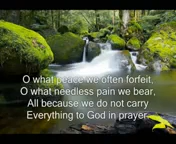 O what peace we often forfeit,
O what needless pain we bear,
All because we do not carry
Everything to God in prayer.